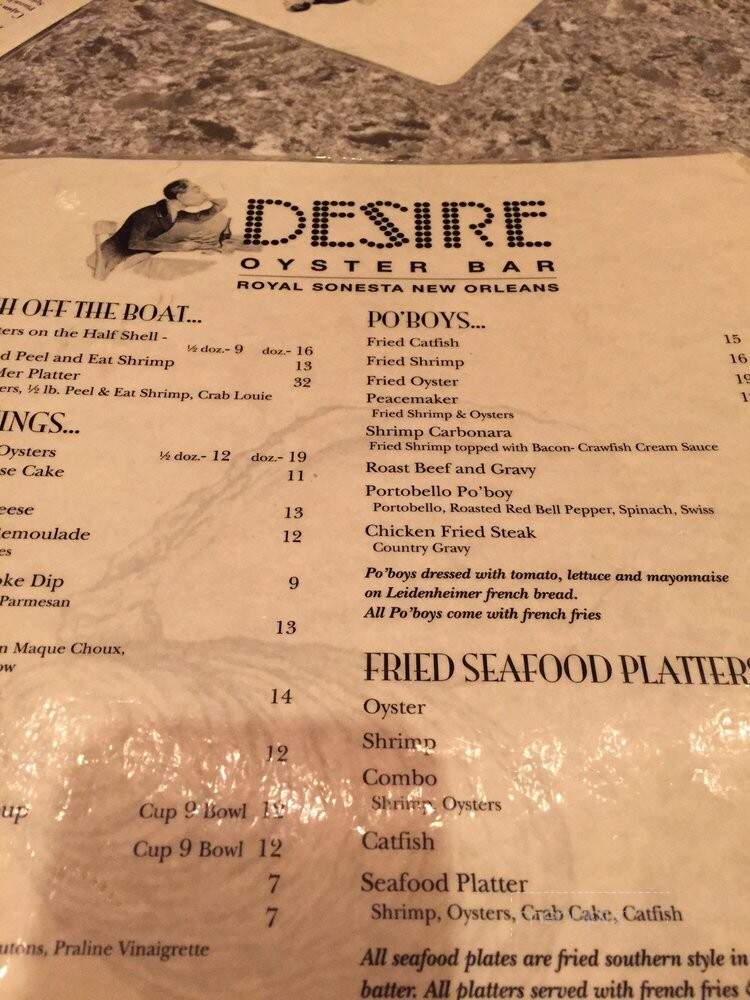 DESIRE
OYSTER BAR
ROYAL SONESTA NEW ORLEANS
H OFF THE BOAT...
ters on the Half Shell -
½ doz.- 9 doz.- 16
d Peel and Eat Shrimp 13
Mer Platter 32
ers, ½ lb. Peel & Eat Shrimp, Crab Louie
INGS...
Oysters ½ doz.- 12 doz.- 19
se Cake 11
eese 13
emoulade 12
es
oke Dip 9
Parmesan
13
n Maque Choux,
ow
14
12
up Cup 9 Bowl 12
Cup 9 Bowl 12
7
7
utons, Praline Vinaigrette
PO'BOYS...
Fried Catfish 15
Fried Shrimp 16
Fried Oyster 19
Peacemaker
Fried Shrimp & Oysters
Shrimp Carbonara
Fried Shrimp topped with Bacon- Crawfish Cream Sauce
Roast Beef and Gravy
Portobello Po'boy
Portobello, Roasted Red Bell Pepper, Spinach, Swiss
Chicken Fried Steak
Country Gravy
Po'boys dressed with tomato, lettuce and mayonnaise
on Leidenheimer french bread.
All Po'boys come with french fries
FRIED SEAFOOD PLATTERS
Oyster
Shrimp
Combo
Shrimp, Oysters
Catfish
Seafood Platter
Shrimp, Oysters, Crab Cake, Catfish
All seafood plates are fried southern style in
batter. All platters served with french fries